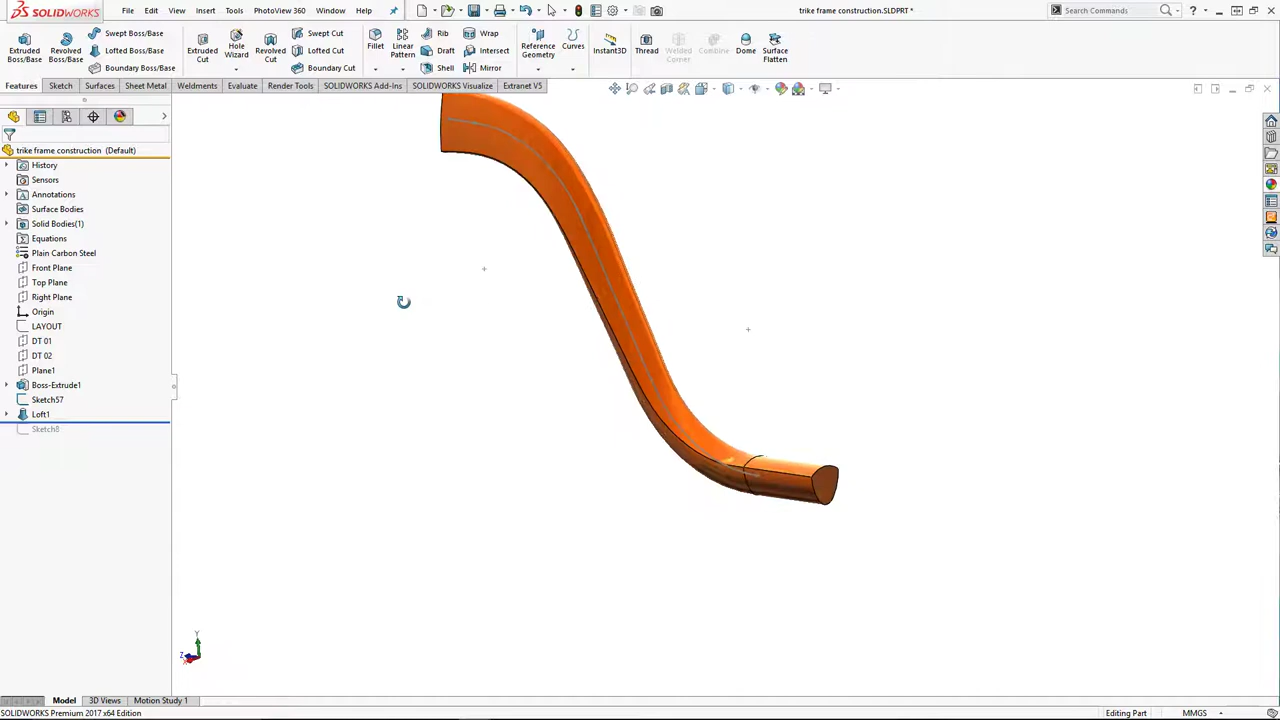 SOLIDWORKS File Edit View Insert Tools PhotoView 360 Window Help trike frame construction.SLDPRT * Search Commands
Extruded Boss/Base
Revolved Boss/Base
Swept Boss/Base
Lofted Boss/Base
Boundary Boss/Base
Extruded Cut
Hole Wizard
Revolved Cut
Swept Cut
Lofted Cut
Boundary Cut
Fillet
Linear Pattern
Rib
Draft
Shell
Wrap
Intersect
Mirror
Reference Geometry
Curves
Instant3D
Thread
Welded Corner
Combine
Dome
Surface Flatten
Features Sketch Surfaces Sheet Metal Weldments Evaluate Render Tools SOLIDWORKS Add-Ins SOLIDWORKS Visualize Extranet V5
trike frame construction (Default)
History
Sensors
Annotations
Surface Bodies
Solid Bodies(1)
Equations
Plain Carbon Steel
Front Plane
Top Plane
Right Plane
Origin
LAYOUT
DT 01
DT 02
Plane1
Boss-Extrude1
Sketch57
Loft1
Sketch8
Y
Z
X
Model 3D Views Motion Study 1
SOLIDWORKS Premium 2017 x64 Edition Editing Part MMGS